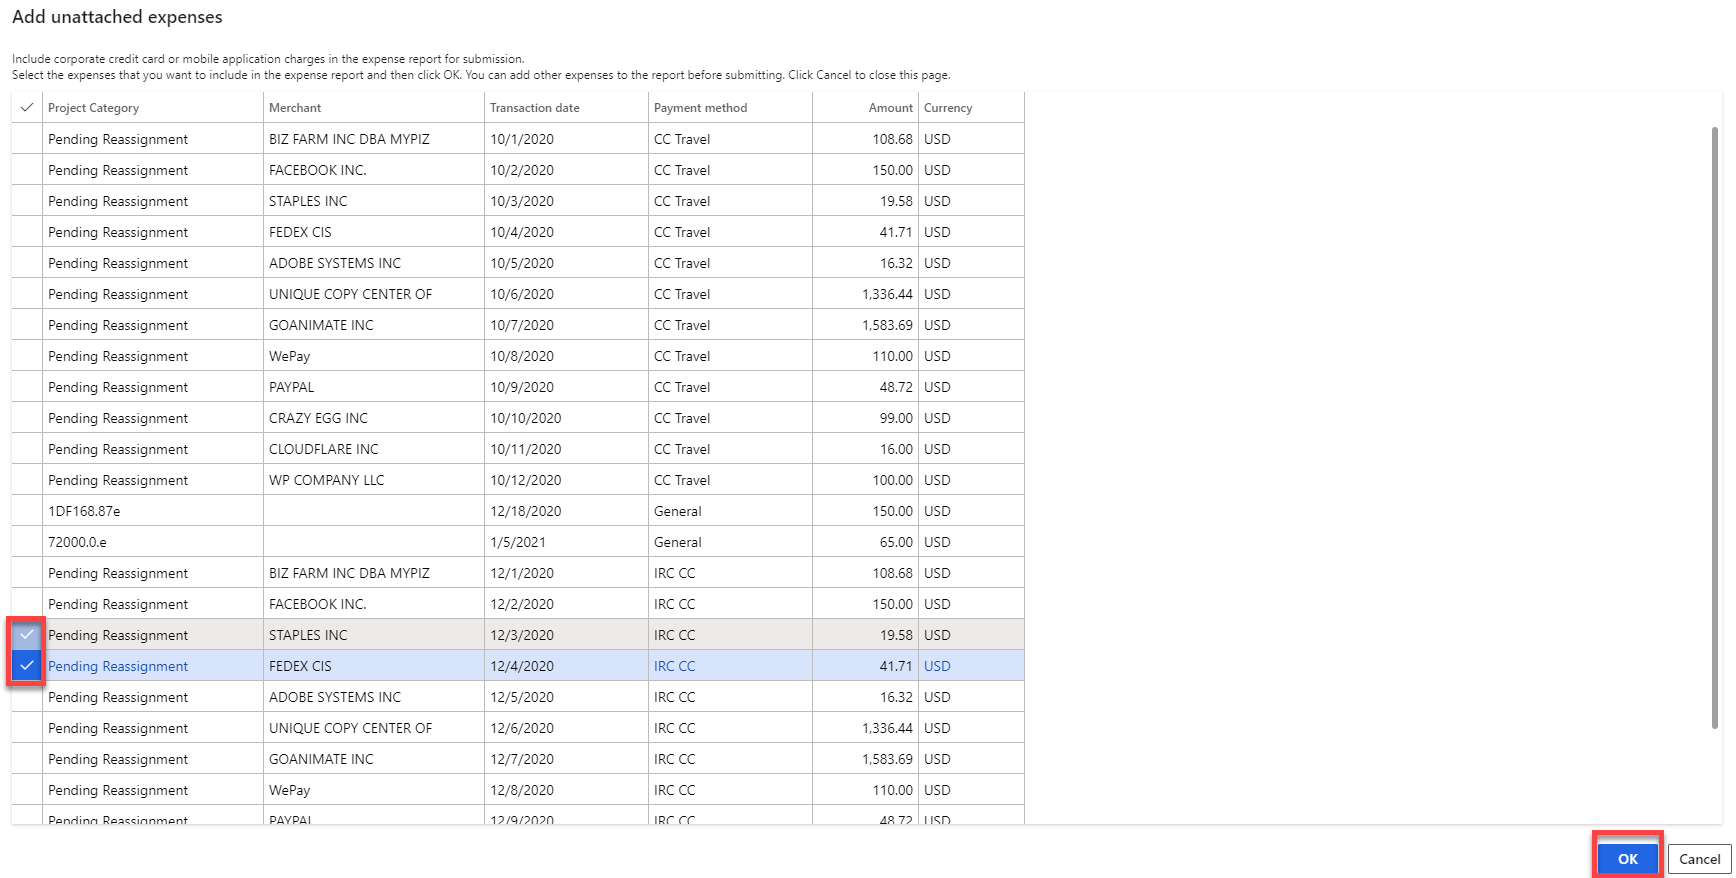 Add unattached expenses
Include corporate credit card or mobile application charges in the expense report for submission.
Select the expenses that you want to include in the expense report and then click OK. You can add other expenses to the report before submitting. Click Cancel to close this page.
Project Category Merchant Transaction date Payment method Amount Currency
Pending Reassignment BIZ FARM INC DBA MYPIZ 10/1/2020 CC Travel 108.68 USD
Pending Reassignment FACEBOOK INC. 10/2/2020 CC Travel 150.00 USD
Pending Reassignment STAPLES INC 10/3/2020 CC Travel 19.58 USD
Pending Reassignment FEDEX CIS 10/4/2020 CC Travel 41.71 USD
Pending Reassignment ADOBE SYSTEMS INC 10/5/2020 CC Travel 16.32 USD
Pending Reassignment UNIQUE COPY CENTER OF 10/6/2020 CC Travel 1,336.44 USD
Pending Reassignment GOANIMATE INC 10/7/2020 CC Travel 1,583.69 USD
Pending Reassignment WePay 10/8/2020 CC Travel 110.00 USD
Pending Reassignment PAYPAL 10/9/2020 CC Travel 48.72 USD
Pending Reassignment CRAZY EGG INC 10/10/2020 CC Travel 99.00 USD
Pending Reassignment CLOUDFLARE INC 10/11/2020 CC Travel 16.00 USD
Pending Reassignment WP COMPANY LLC 10/12/2020 CC Travel 100.00 USD
1DF168.87e 12/18/2020 General 150.00 USD
72000.0.e 1/5/2021 General 65.00 USD
Pending Reassignment BIZ FARM INC DBA MYPIZ 12/1/2020 IRC CC 108.68 USD
Pending Reassignment FACEBOOK INC. 12/2/2020 IRC CC 150.00 USD
Pending Reassignment STAPLES INC 12/3/2020 IRC CC 19.58 USD
Pending Reassignment FEDEX CIS 12/4/2020 IRC CC 41.71 USD
Pending Reassignment ADOBE SYSTEMS INC 12/5/2020 IRC CC 16.32 USD
Pending Reassignment UNIQUE COPY CENTER OF 12/6/2020 IRC CC 1,336.44 USD
Pending Reassignment GOANIMATE INC 12/7/2020 IRC CC 1,583.69 USD
Pending Reassignment WePay 12/8/2020 IRC CC 110.00 USD
Pending Reassignment PAYPAL 12/9/2020 IRC CC 48.72 USD
OK Cancel